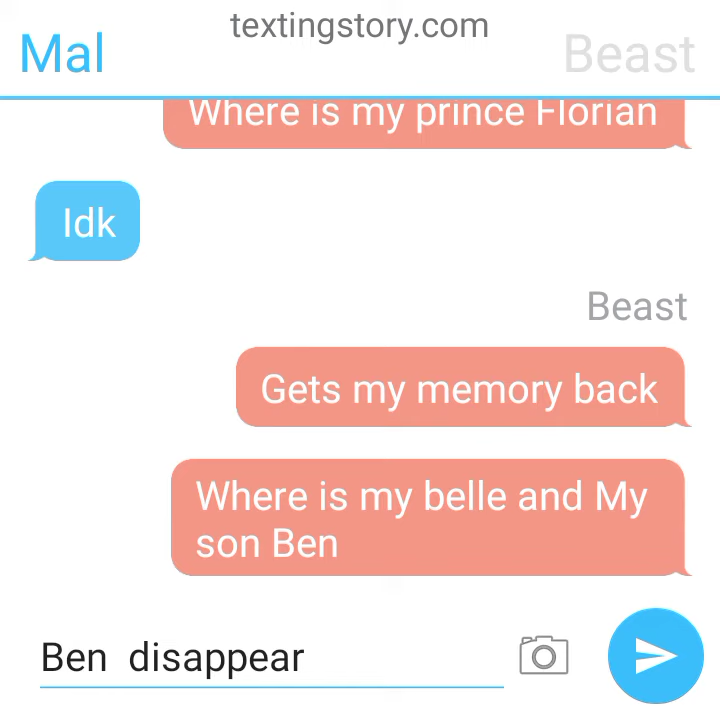 textingstory.com
Mal
Beast
Where is my prince Florian
Idk
Beast
Gets my memory back
Where is my belle and My
son Ben
Ben  disappear